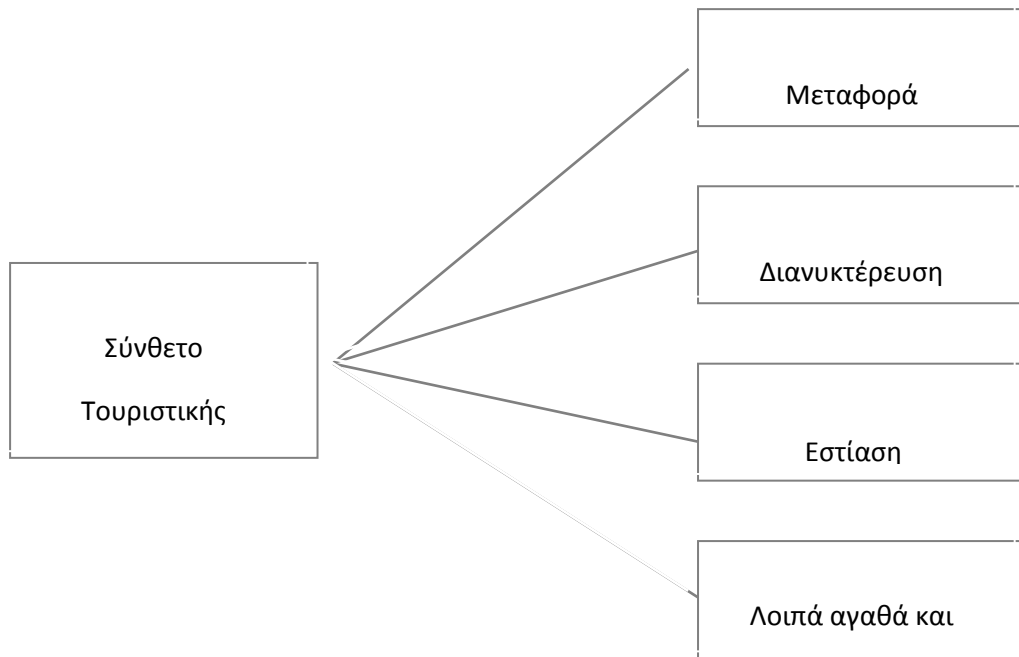 Μεταφορά
Διανυκτέρευση
Σύνθετο
Τουριστικής
Εστίαση
Λοιπά αγαθά και